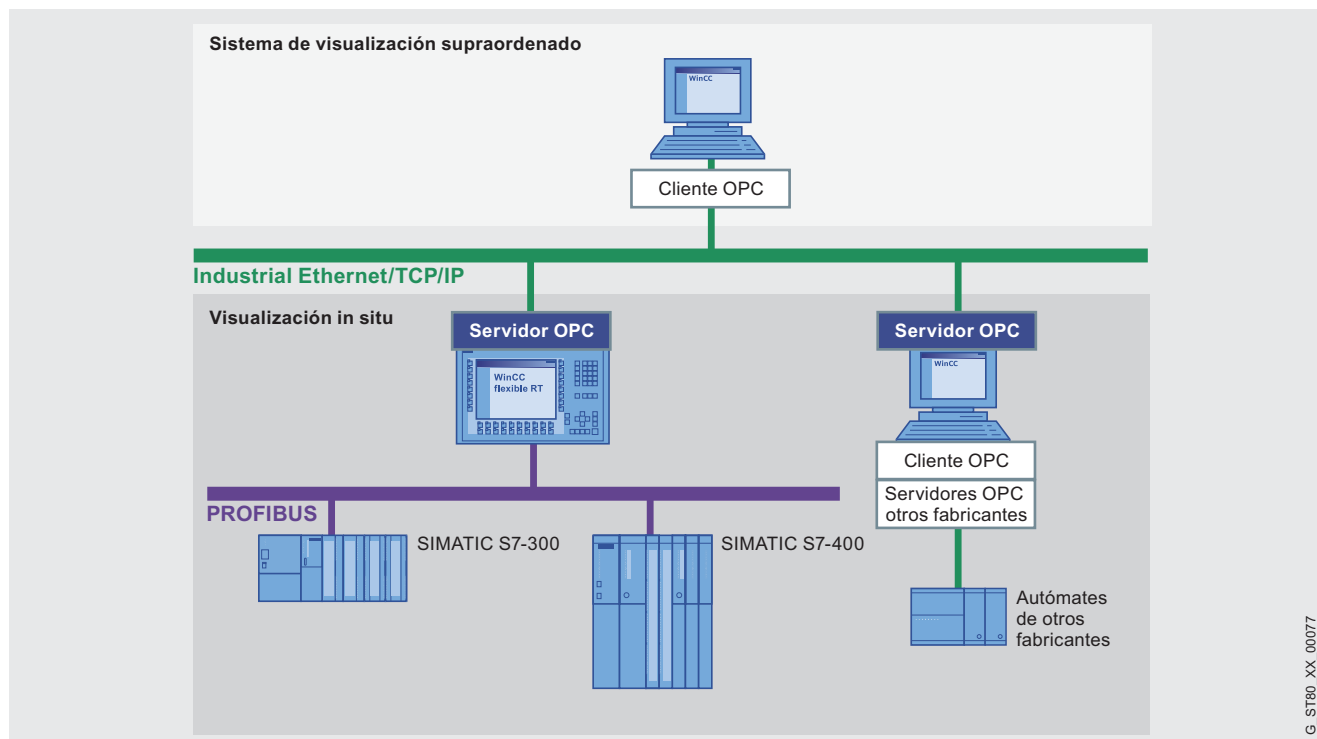 Sistema de visualización supraordenado
WinCC
Cliente OPC
Industrial Ethernet/TCP/IP
Visualización in situ
Servidor OPC
WinCC
flexible RT
Servidor OPC
WinCC
Cliente OPC
Servidores OPC
otros fabricantes
PROFIBUS
SIMATIC S7-300
SIMATIC S7-400
Autómates
de otros
fabricantes
G_ST80_XX_00077